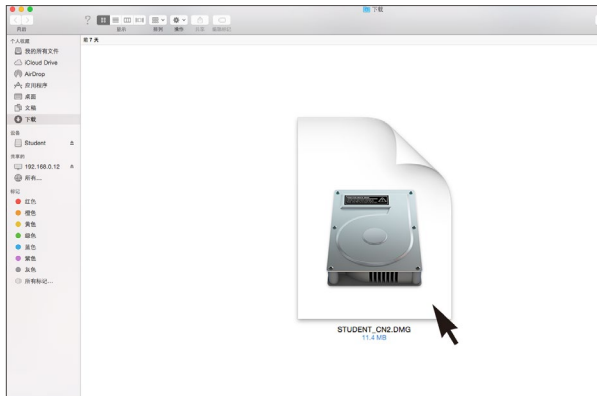 下载
向前
显示
排列
操作
分享
编辑标记
个人收藏
前 7 天
我的所有文件
iCloud Drive
AirDrop
应用程序
桌面
文稿
下载
设备
Student
共享的
192.168.0.12
所有...
标记
红色
橙色
黄色
绿色
蓝色
紫色
灰色
所有标记...
STUDENT_CN2.DMG
11.4 MB